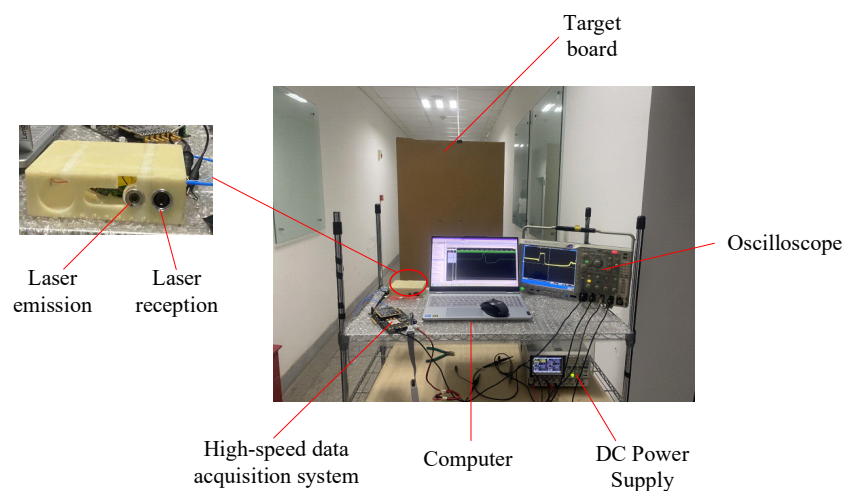 Target
board
Laser
emission
Laser
reception
Oscilloscope
High-speed data
acquisition system
Computer
DC Power
Supply